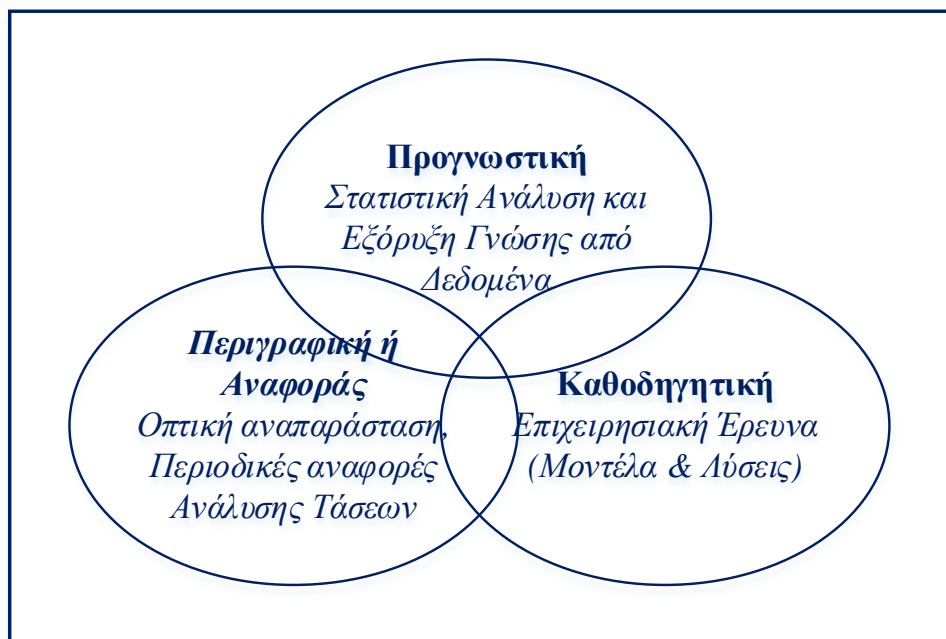 Προγνωστική
Στατιστική Ανάλυση και
Εξόρυξη Γνώσης από
Δεδομένα
Περιγραφική ή
Αναφοράς
Οπτική αναπαράσταση,
Περιοδικές αναφορές
Ανάλυσης Τάσεων
Καθοδηγητική
Επιχειρησιακή Έρευνα
(Μοντέλα & Λύσεις)